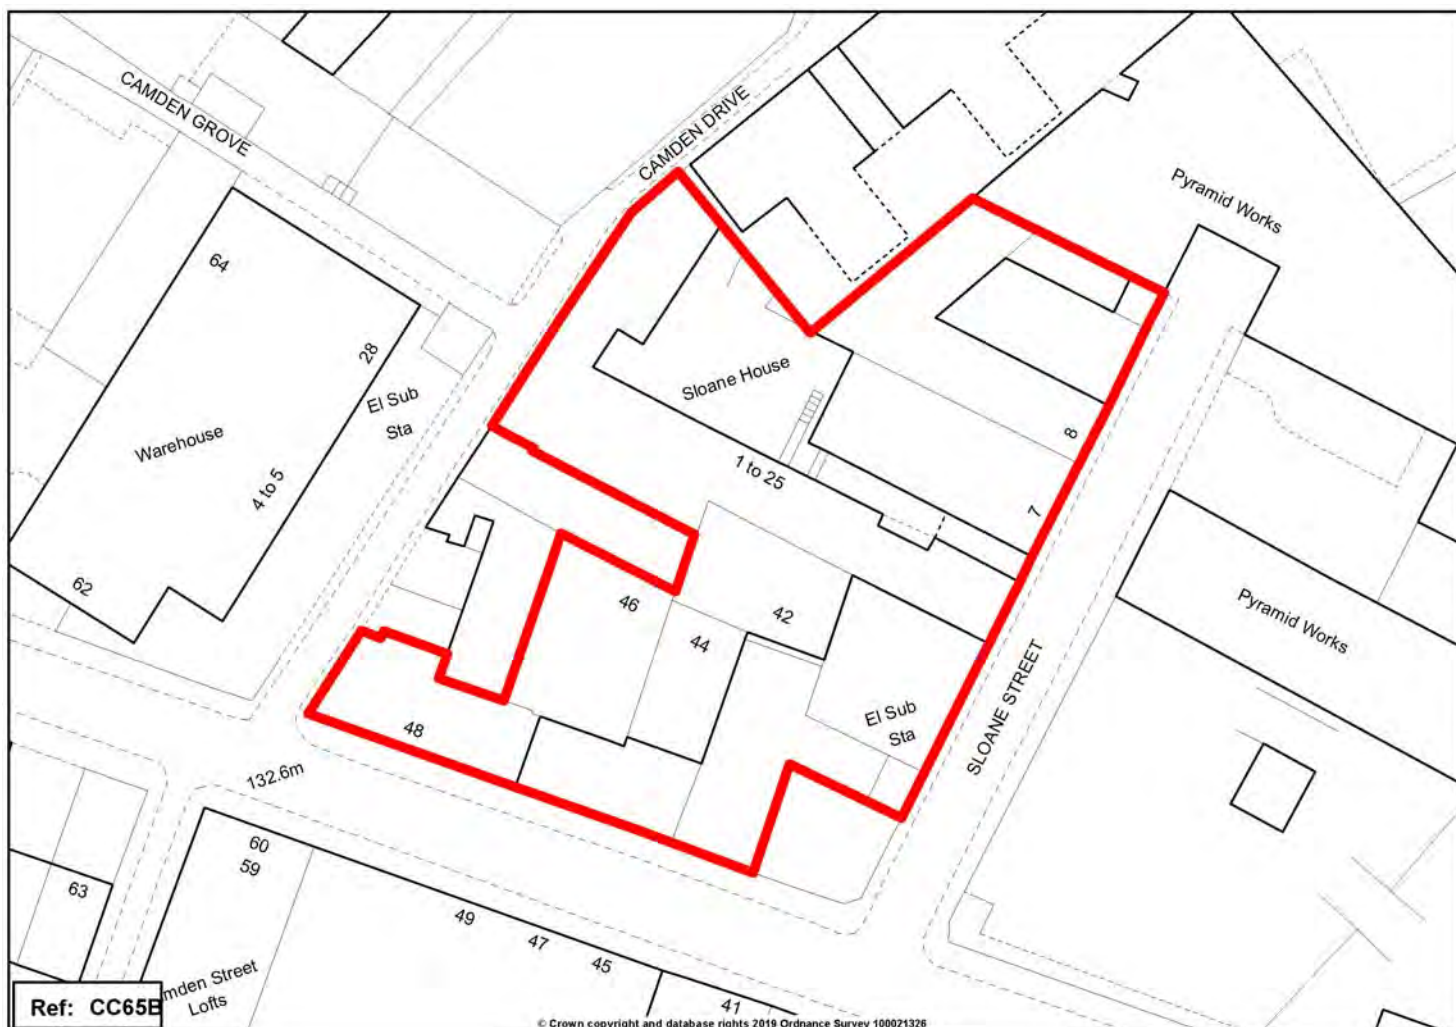 CAMDEN GROVE
CAMDEN DRIVE
Pyramid Works
64
28
El Sub
Sta
Warehouse
4 to 5
62
Sloane House
1 to 25
8
7
46
42
44
Pyramid Works
El Sub
Sta
SLOANE STREET
48
132.6m
60
59
63
49
47
45
41
mden Street
Lofts
Ref: CC65B
© Crown copyright and database rights 2019 Ordnance Survey 100021326